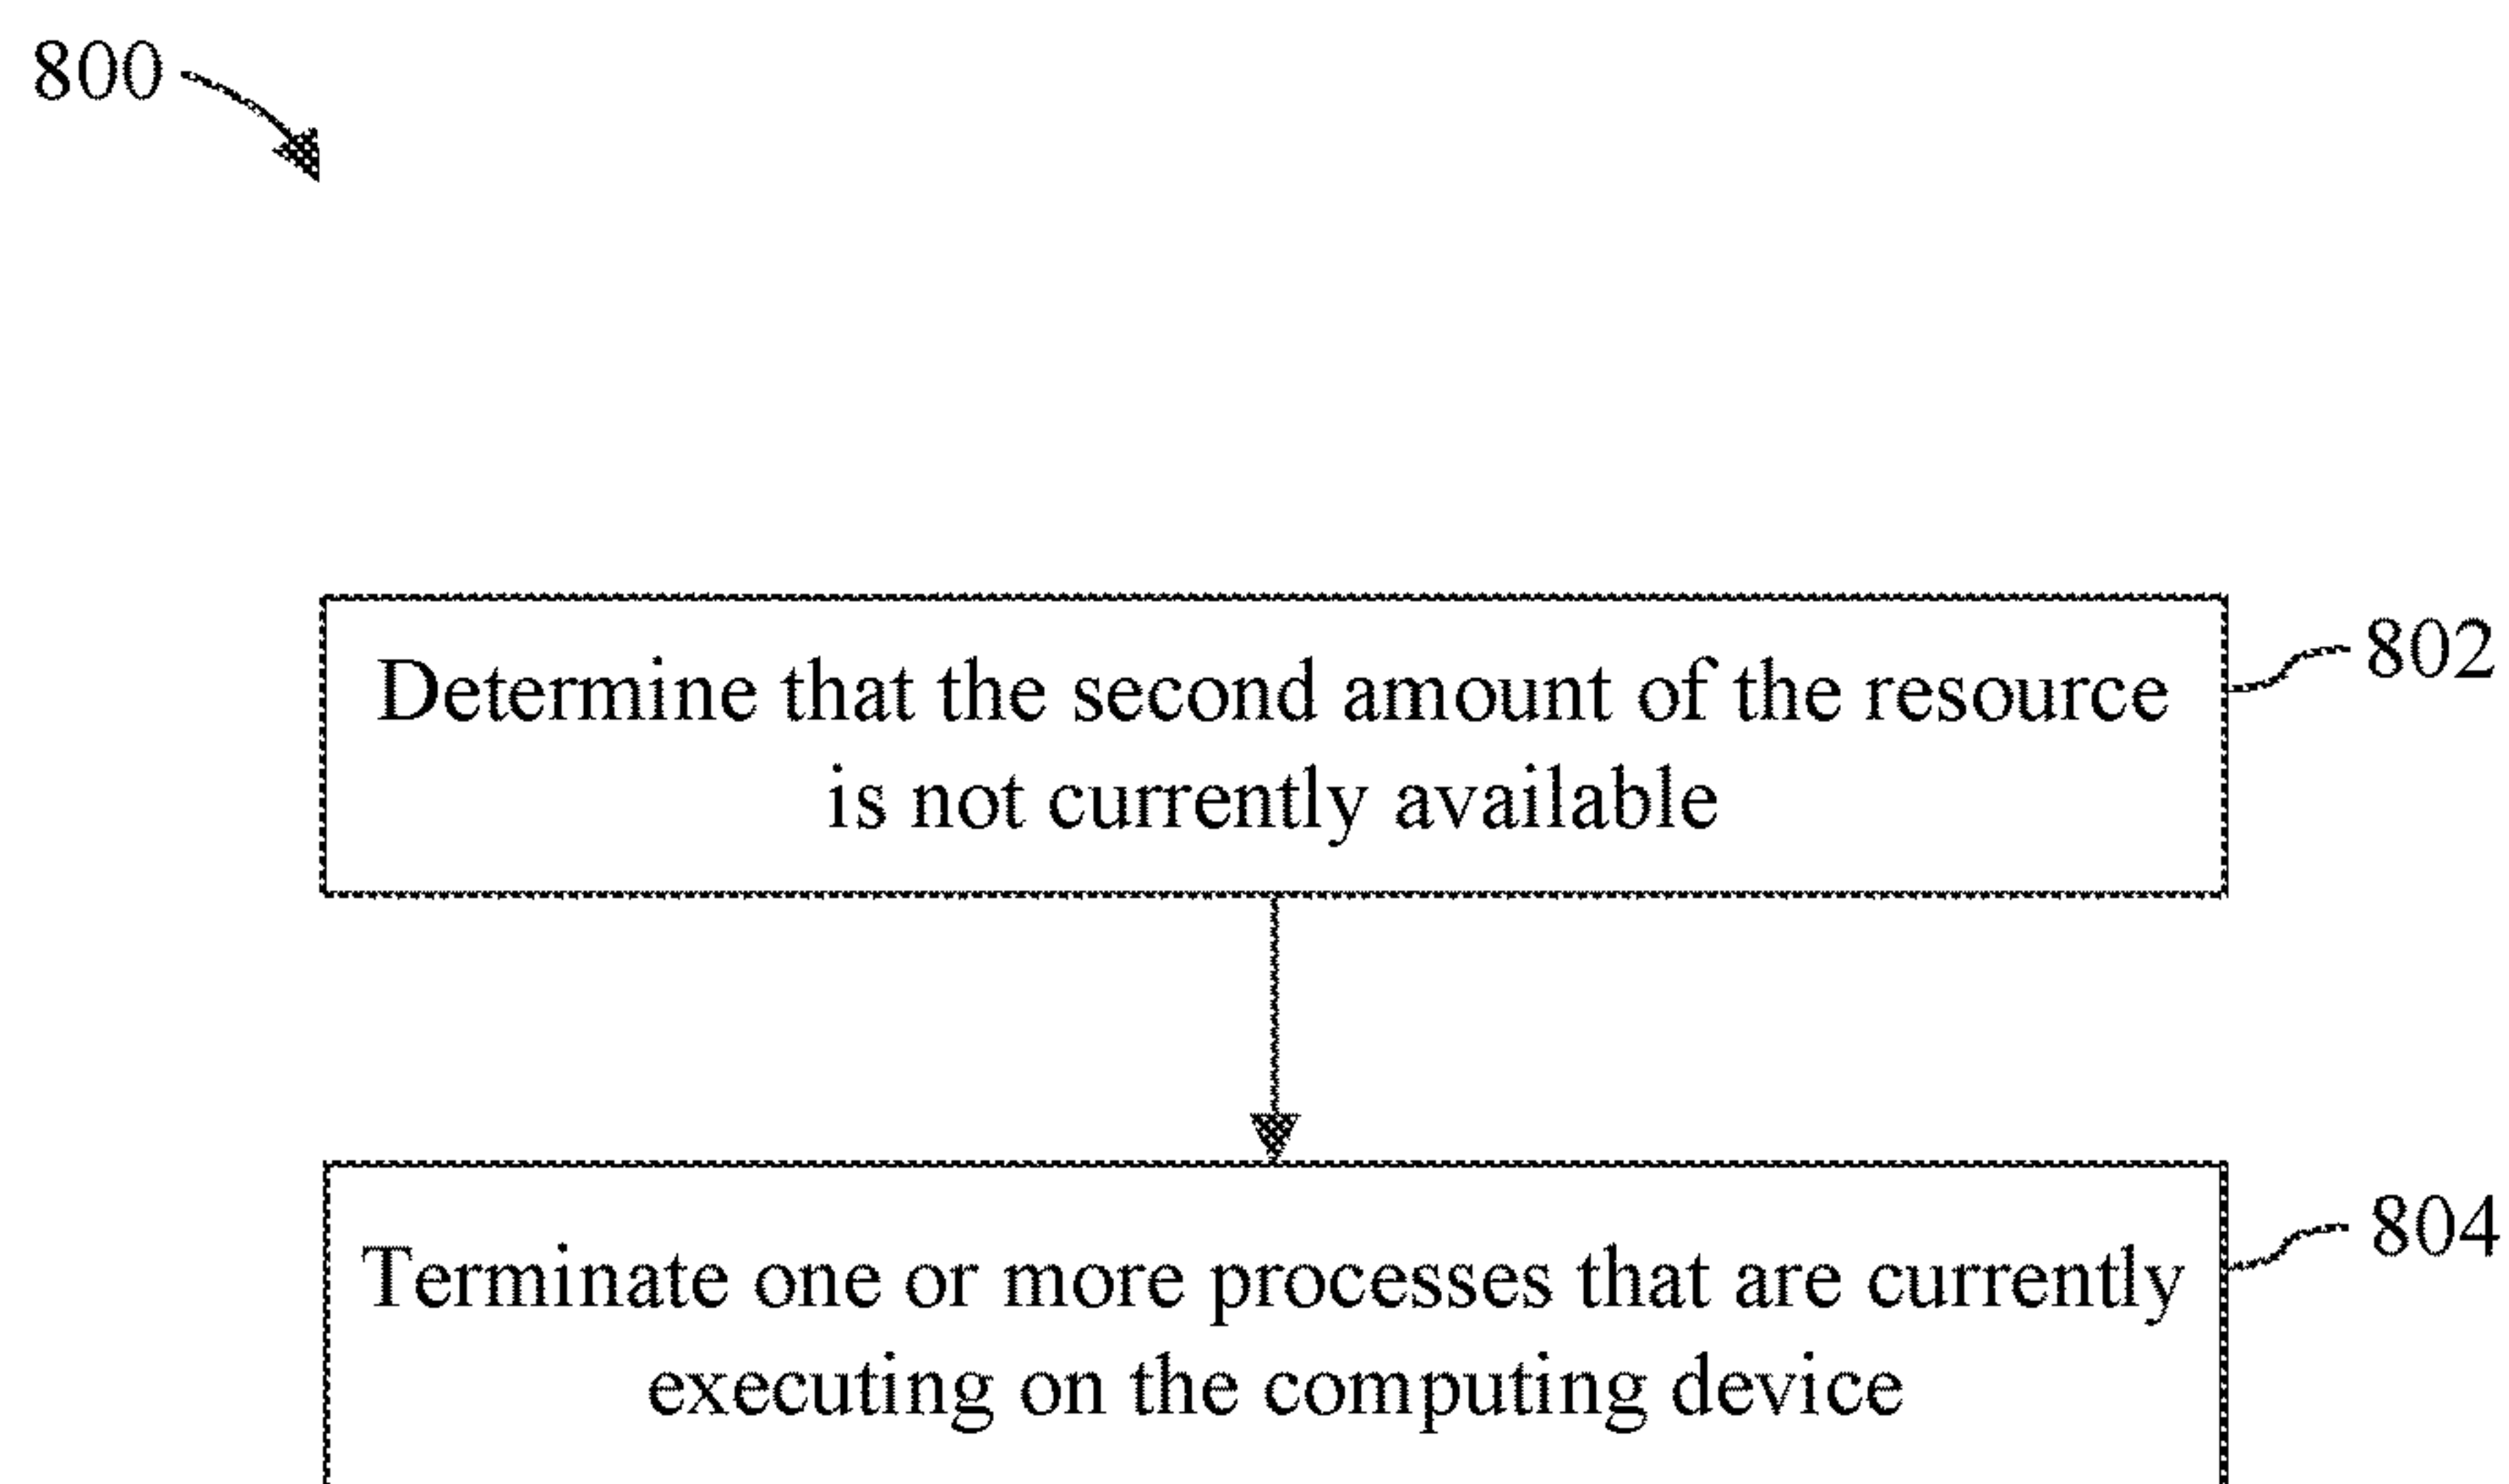 800
Determine that the second amount of the resource
is not currently available
802
Terminate one or more processes that are currently
executing on the computing device
804